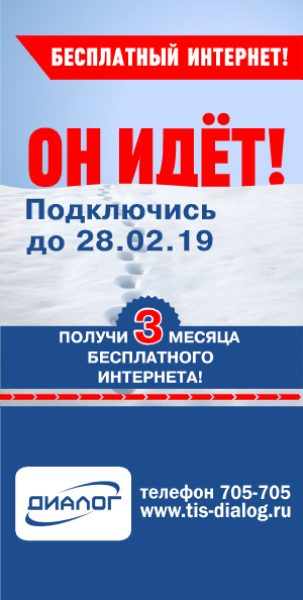 БЕСПЛАТНЫЙ ИНТЕРНЕТ!
ОН ИДЁТ!
Подключись
до 28.02.19
ПОЛУЧИ 3 МЕСЯЦА
БЕСПЛАТНОГО
ИНТЕРНЕТА!
ДИАЛОГ
телефон 705-705
www.tis-dialog.ru